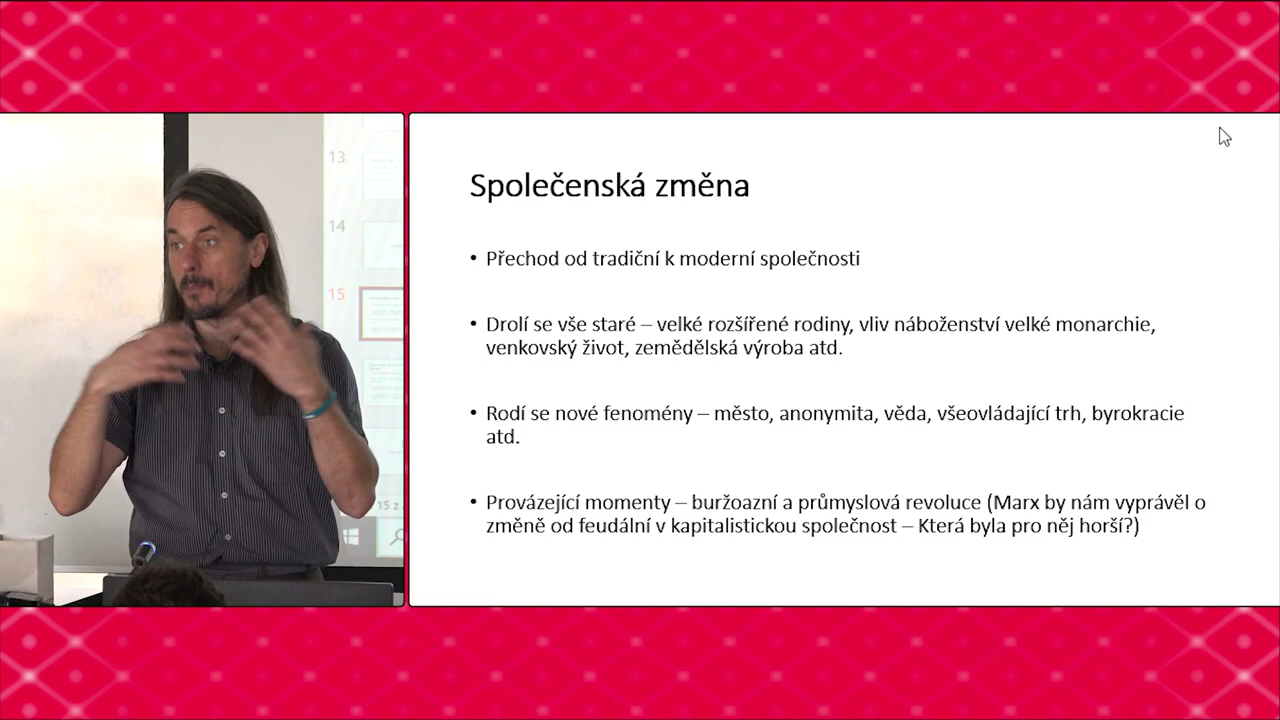 13
14
15
15 z
Společenská změna
• Přechod od tradiční k moderní společnosti
• Drolí se vše staré – velké rozšířené rodiny, vliv náboženství velké monarchie,
venkovský život, zemědělská výroba atd.
• Rodí se nové fenomény – město, anonymita, věda, všeovládající trh, byrokracie
atd.
• Provázející momenty – buržoazní a průmyslová revoluce (Marx by nám vyprávěl o
změně od feudální v kapitalistickou společnost – Která byla pro něj horší?)